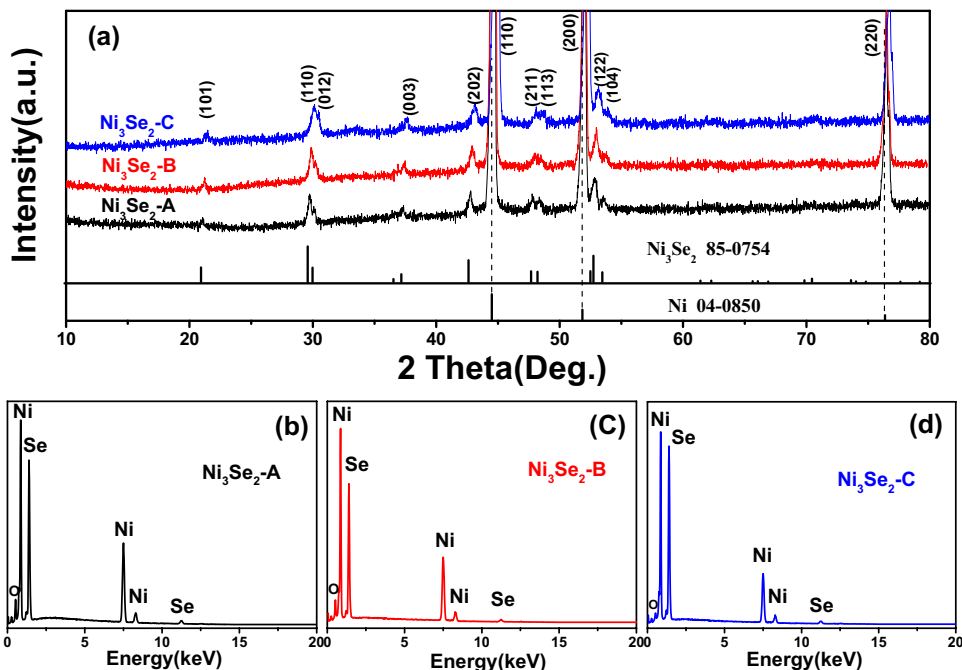 (a)
Intensity(a.u.)
(101)
(110)
(012)
(003)
(202)
(110)
(211)
(113)
(200)
(122)
(104)
(220)
Ni₃Se₂-C
Ni₃Se₂-B
Ni₃Se₂-A
Ni₃Se₂ 85-0754
Ni 04-0850
10 20 30 40 50 60 70 80
2 Theta(Deg.)
(b)
Ni
Se
Ni₃Se₂-A
Ni
O
Ni
Se
0 5 10 15 20
Energy(keV)
(C)
Ni
Se
Ni₃Se₂-B
Ni
O
Ni
Se
0 5 10 15 20
Energy(keV)
(d)
Ni
Se
Ni₃Se₂-C
Ni
O
Ni
Se
0 5 10 15 20
Energy(keV)